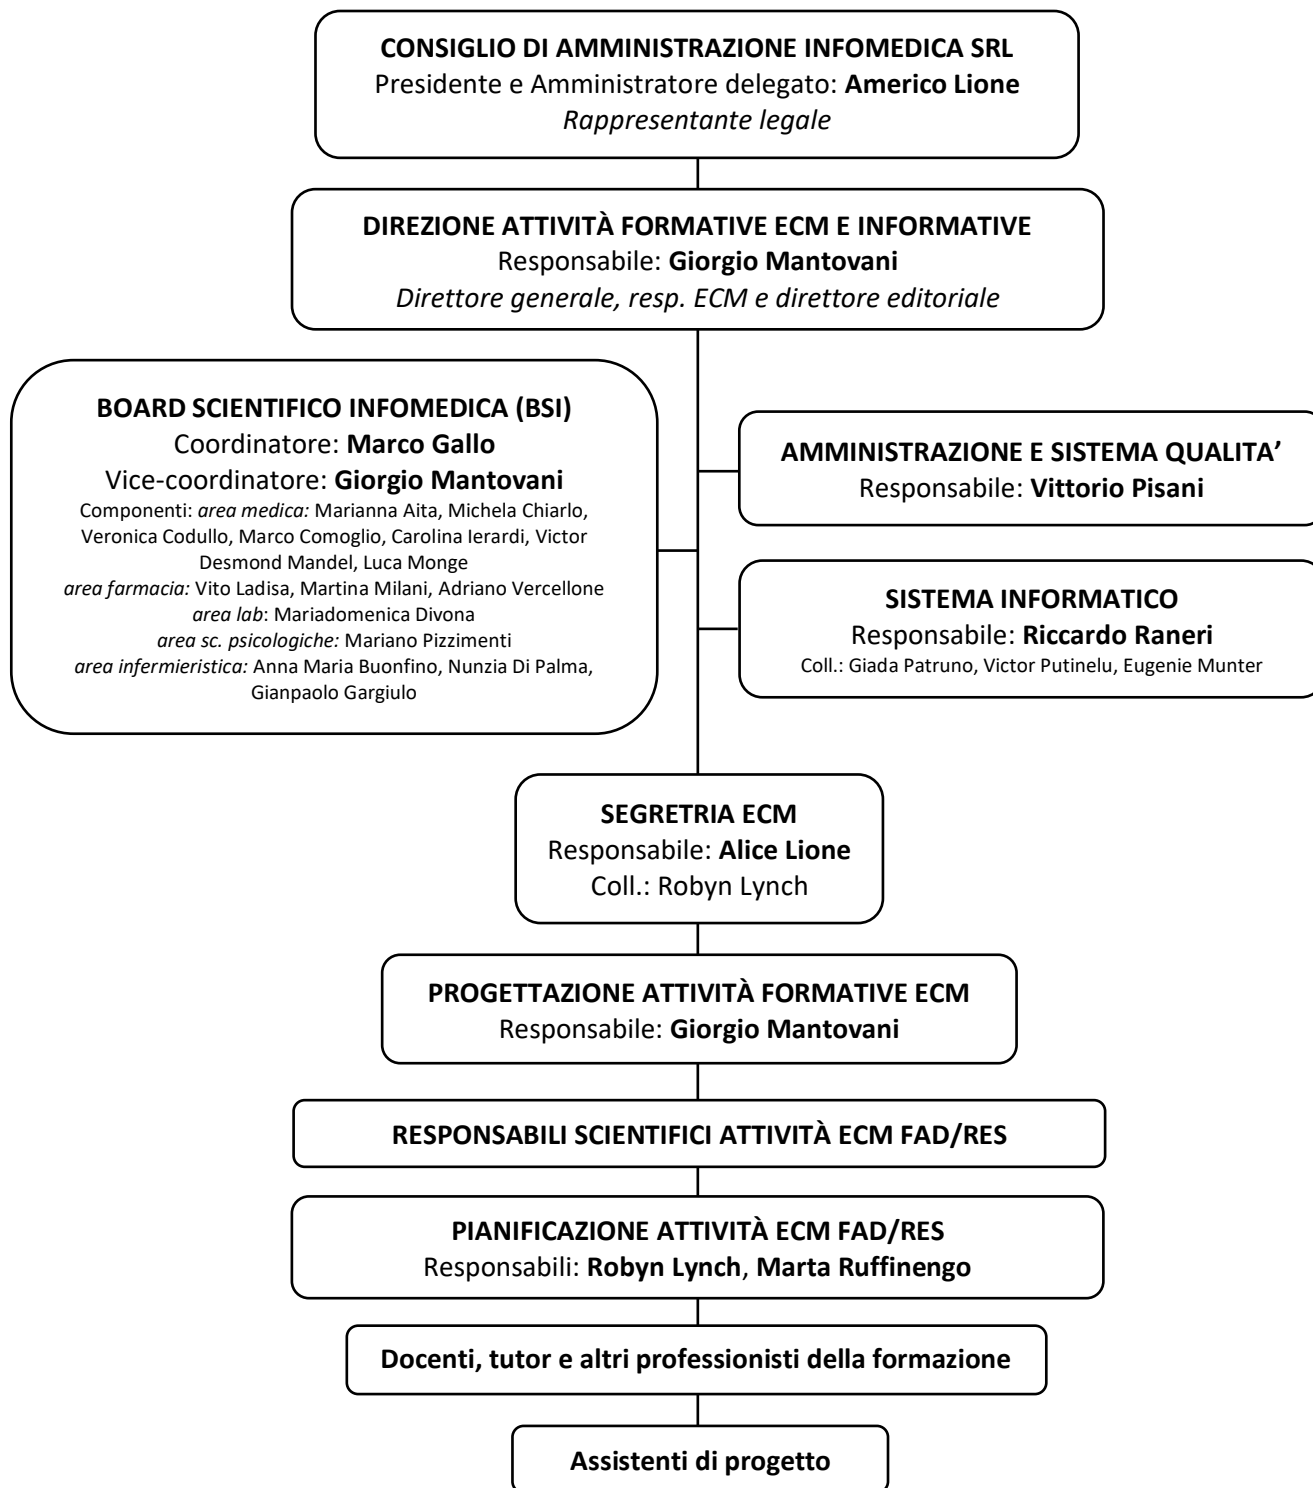 CONSIGLIO DI AMMINISTRAZIONE INFOMEDICA SRL
Presidente e Amministratore delegato: Americo Lione
Rappresentante legale
DIREZIONE ATTIVITÀ FORMATIVE ECM E INFORMATIVE
Responsabile: Giorgio Mantovani
Direttore generale, resp. ECM e direttore editoriale
BOARD SCIENTIFICO INFOMEDICA (BSI)
Coordinatore: Marco Gallo
Vice-coordinatore: Giorgio Mantovani
Componenti: area medica: Marianna Aita, Michela Chiarlo,
Veronica Codullo, Marco Comoglio, Carolina Ierardi, Victor
Desmond Mandel, Luca Monge
area farmacia: Vito Ladisa, Martina Milani, Adriano Vercellone
area lab: Mariadomenica Divona
area sc. psicologiche: Mariano Pizzimenti
area infermieristica: Anna Maria Buonfino, Nunzia Di Palma,
Gianpaolo Gargiulo
AMMINISTRAZIONE E SISTEMA QUALITA’
Responsabile: Vittorio Pisani
SISTEMA INFORMATICO
Responsabile: Riccardo Raneri
Coll.: Giada Patruno, Victor Putinelu, Eugenie Munter
SEGRETRIA ECM
Responsabile: Alice Lione
Coll.: Robyn Lynch
PROGETTAZIONE ATTIVITÀ FORMATIVE ECM
Responsabile: Giorgio Mantovani
RESPONSABILI SCIENTIFICI ATTIVITÀ ECM FAD/RES
PIANIFICAZIONE ATTIVITÀ ECM FAD/RES
Responsabili: Robyn Lynch, Marta Ruffinengo
Docenti, tutor e altri professionisti della formazione
Assistenti di progetto